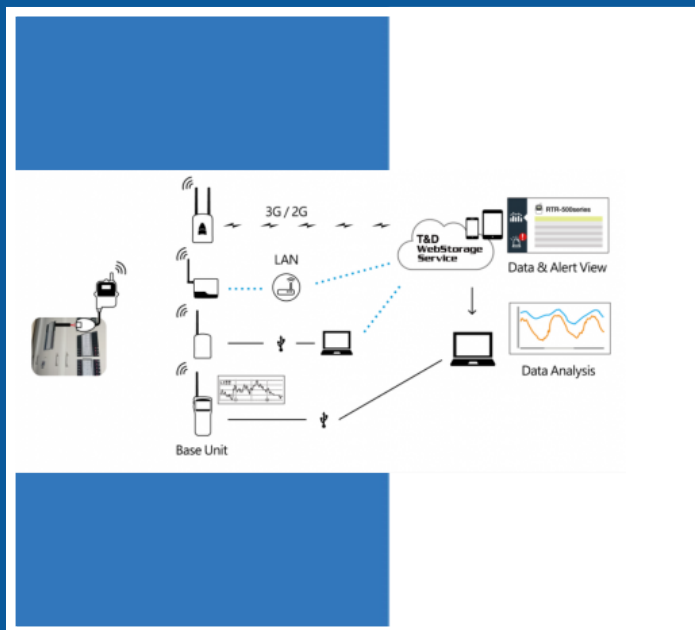 3G / 2G
RTR-500series
T&D
WebStorage
Service
LAN
Data & Alert View
Data Analysis
Base Unit